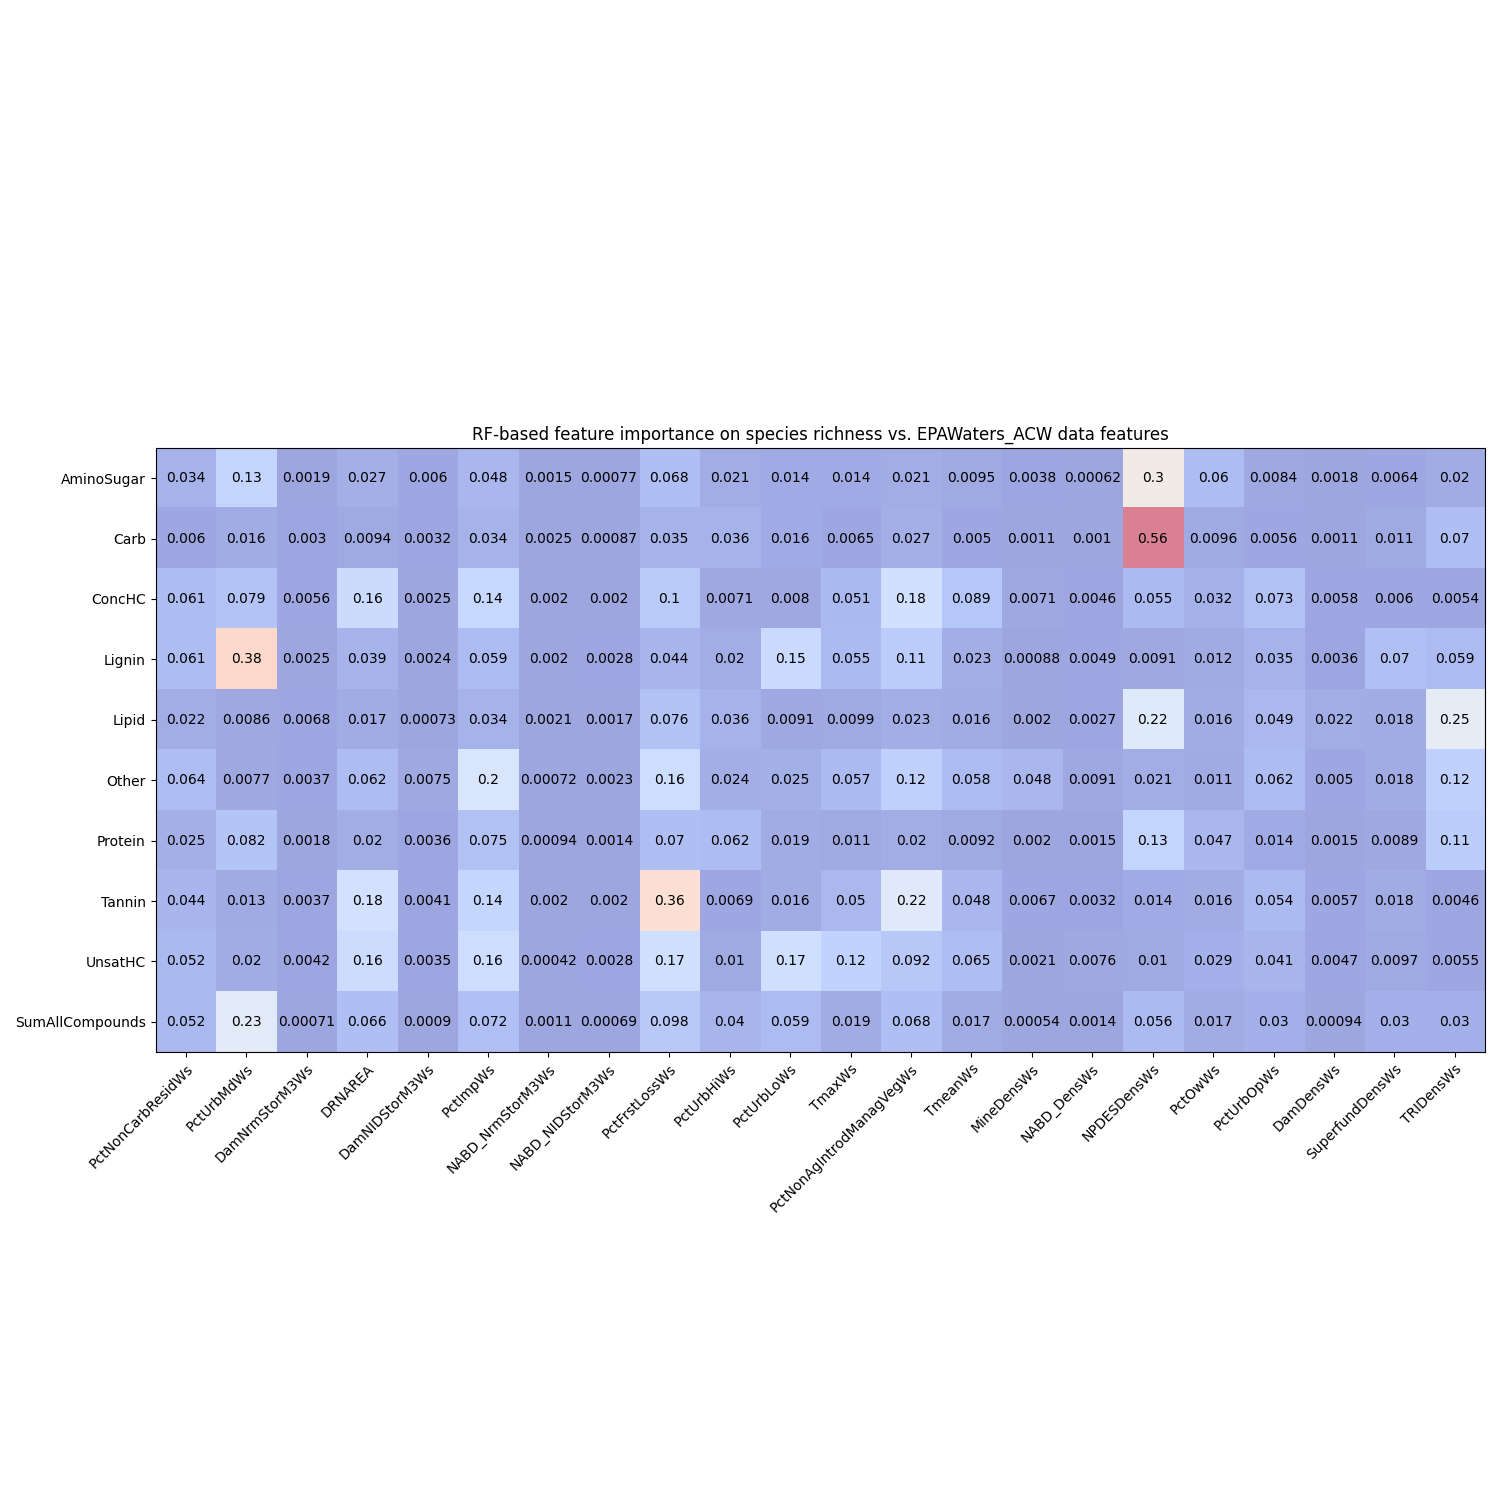 RF-based feature importance on species richness vs. EPAWaters_ACW data features
AminoSugar 0.034 0.13 0.0019 0.027 0.006 0.048 0.0015 0.00077 0.068 0.021 0.014 0.014 0.021 0.0095 0.0038 0.00062 0.3 0.06 0.0084 0.0018 0.0064 0.02
Carb 0.006 0.016 0.003 0.0094 0.0032 0.034 0.0025 0.00087 0.035 0.036 0.016 0.0065 0.027 0.005 0.0011 0.001 0.56 0.0096 0.0056 0.0011 0.011 0.07
ConcHC 0.061 0.079 0.0056 0.16 0.0025 0.14 0.002 0.002 0.1 0.0071 0.008 0.051 0.18 0.089 0.0071 0.0046 0.055 0.032 0.073 0.0058 0.006 0.0054
Lignin 0.061 0.38 0.0025 0.039 0.0024 0.059 0.002 0.0028 0.044 0.02 0.15 0.055 0.11 0.023 0.00088 0.0049 0.0091 0.012 0.035 0.0036 0.07 0.059
Lipid 0.022 0.0086 0.0068 0.017 0.00073 0.034 0.0021 0.0017 0.076 0.036 0.0091 0.0099 0.023 0.016 0.002 0.0027 0.22 0.016 0.049 0.022 0.018 0.25
Other 0.064 0.0077 0.0037 0.062 0.0075 0.2 0.00072 0.0023 0.16 0.024 0.025 0.057 0.12 0.058 0.048 0.0091 0.021 0.011 0.062 0.005 0.018 0.12
Protein 0.025 0.082 0.0018 0.02 0.0036 0.075 0.00094 0.0014 0.07 0.062 0.019 0.011 0.02 0.0092 0.002 0.0015 0.13 0.047 0.014 0.0015 0.0089 0.11
Tannin 0.044 0.013 0.0037 0.18 0.0041 0.14 0.002 0.002 0.36 0.0069 0.016 0.05 0.22 0.048 0.0067 0.0032 0.014 0.016 0.054 0.0057 0.018 0.0046
UnsatHC 0.052 0.02 0.0042 0.16 0.0035 0.16 0.00042 0.0028 0.17 0.01 0.17 0.12 0.092 0.065 0.0021 0.0076 0.01 0.029 0.041 0.0047 0.0097 0.0055
SumAllCompounds 0.052 0.23 0.00071 0.066 0.0009 0.072 0.0011 0.00069 0.098 0.04 0.059 0.019 0.068 0.017 0.00054 0.0014 0.056 0.017 0.03 0.00094 0.03 0.03
PctNonCarbResidWs
PctUrbMdWs
DamNrmStorM3Ws
DRNAREA
DamNIDStorM3Ws
PctImpWs
NABD_NrmStorM3Ws
NABD_NIDStorM3Ws
PctFrstLossWs
PctUrbHiWs
PctUrbLoWs
TmaxWs
PctNonAgIntrodManagVegWs
TmeanWs
MineDensWs
NABD_DensWs
NPDESDensWs
PctOwWs
PctUrbOpWs
DamDensWs
SuperfundDensWs
TRIDensWs